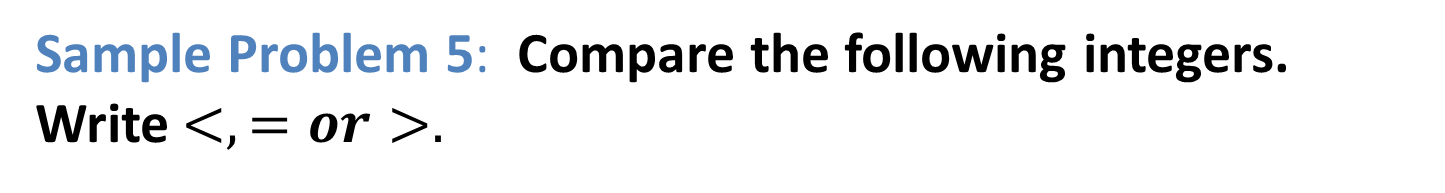 Sample Problem 5:  Compare the following integers.
Write <, = or >.